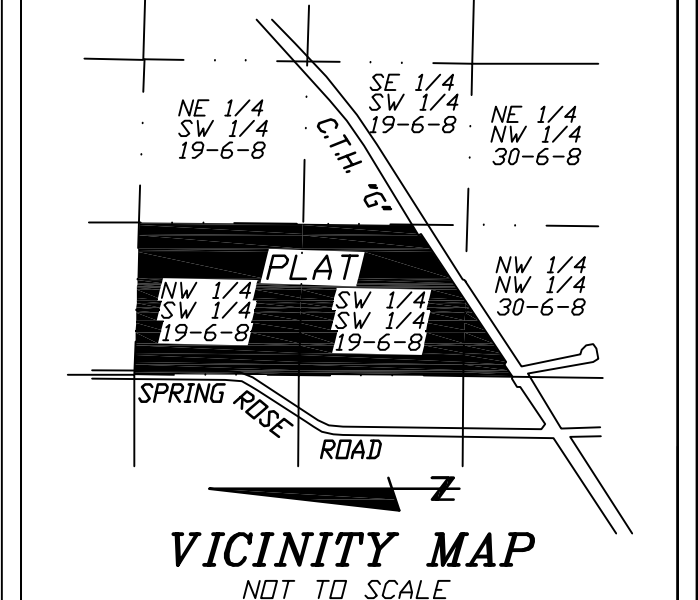 SE 1/4
SW 1/4
19-6-8
NE 1/4
SW 1/4
19-6-8
NE 1/4
NW 1/4
30-6-8
C.T.H. "G"
PLAT
NW 1/4
NW 1/4
30-6-8
NW 1/4
SW 1/4
19-6-8
SW 1/4
SW 1/4
19-6-8
SPRING ROSE ROAD
N
VICINITY MAP
NOT TO SCALE